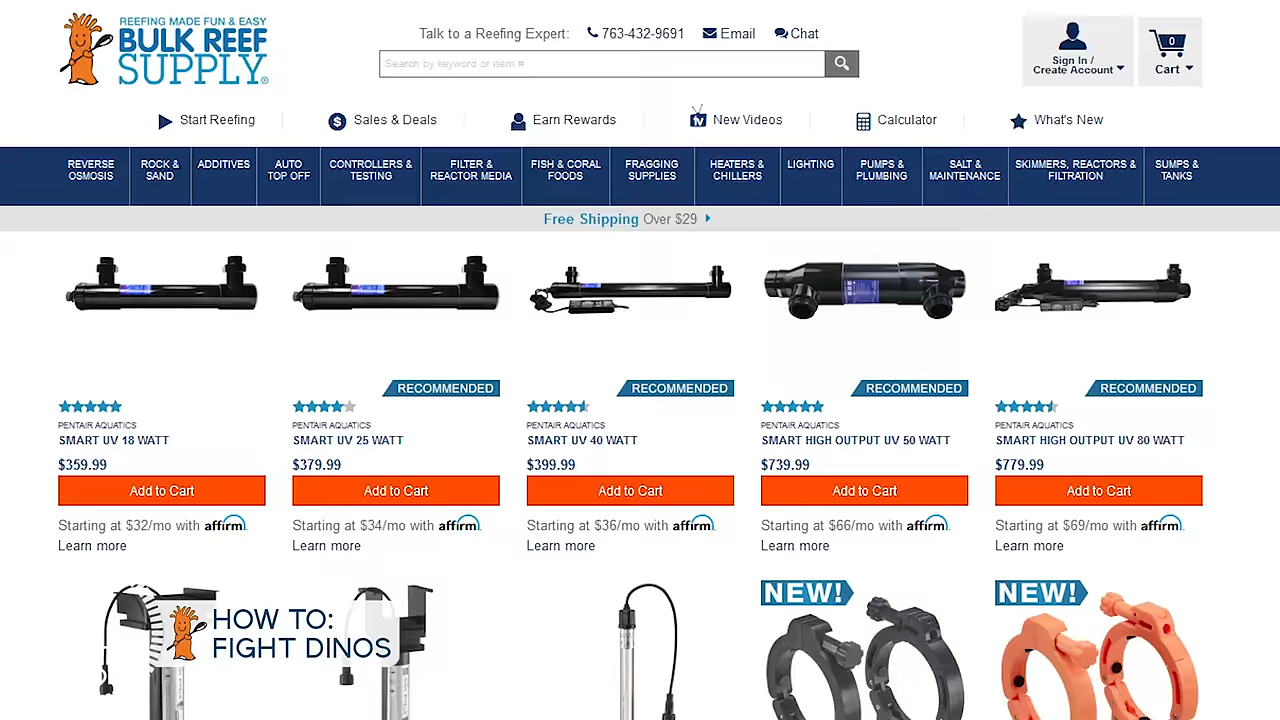 REEFING MADE FUN & EASY
BULK REEF
SUPPLY®
Talk to a Reefing Expert: 763-432-9691 Email Chat
Search by keyword or item #
Sign In /
Create Account
0
Cart
Start Reefing Sales & Deals Earn Rewards New Videos Calculator What's New
REVERSE OSMOSIS
ROCK & SAND
ADDITIVES
AUTO TOP OFF
CONTROLLERS & TESTING
FILTER & REACTOR MEDIA
FISH & CORAL FOODS
FRAGGING SUPPLIES
HEATERS & CHILLERS
LIGHTING
PUMPS & PLUMBING
SALT & MAINTENANCE
SKIMMERS, REACTORS & FILTRATION
SUMPS & TANKS
Free Shipping Over $29
PENTAIR AQUATICS
SMART UV 18 WATT
$359.99
Add to Cart
Starting at $32/mo with affirm
Learn more
RECOMMENDED
PENTAIR AQUATICS
SMART UV 25 WATT
$379.99
Add to Cart
Starting at $34/mo with affirm
Learn more
RECOMMENDED
PENTAIR AQUATICS
SMART UV 40 WATT
$399.99
Add to Cart
Starting at $36/mo with affirm
Learn more
RECOMMENDED
PENTAIR AQUATICS
SMART HIGH OUTPUT UV 50 WATT
$739.99
Add to Cart
Starting at $66/mo with affirm
Learn more
RECOMMENDED
PENTAIR AQUATICS
SMART HIGH OUTPUT UV 80 WATT
$779.99
Add to Cart
Starting at $69/mo with affirm
Learn more
HOW TO:
FIGHT DINOS
NEW!
NEW!